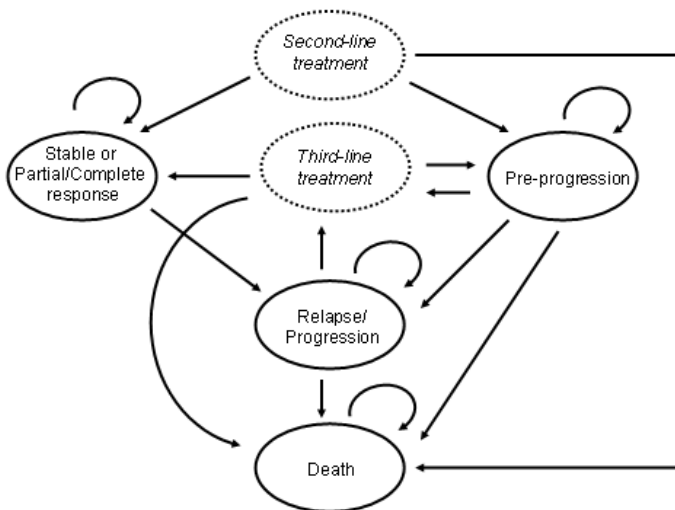 Second-line
treatment
Stable or
Partial/Complete
response
Third-line
treatment
Pre-progression
Relapse/
Progression
Death